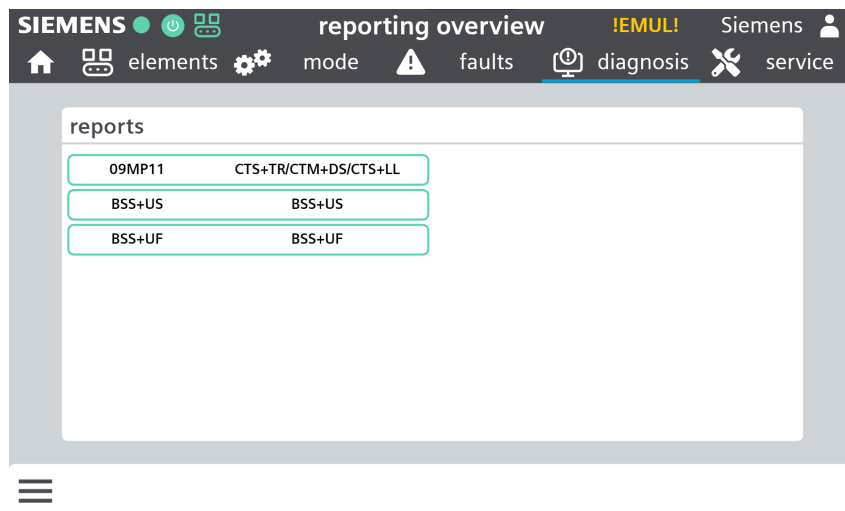 SIEMENS reporting overview !EMUL! Siemens
elements mode faults diagnosis service
reports
09MP11 CTS+TR/CTM+DS/CTS+LL
BSS+US BSS+US
BSS+UF BSS+UF